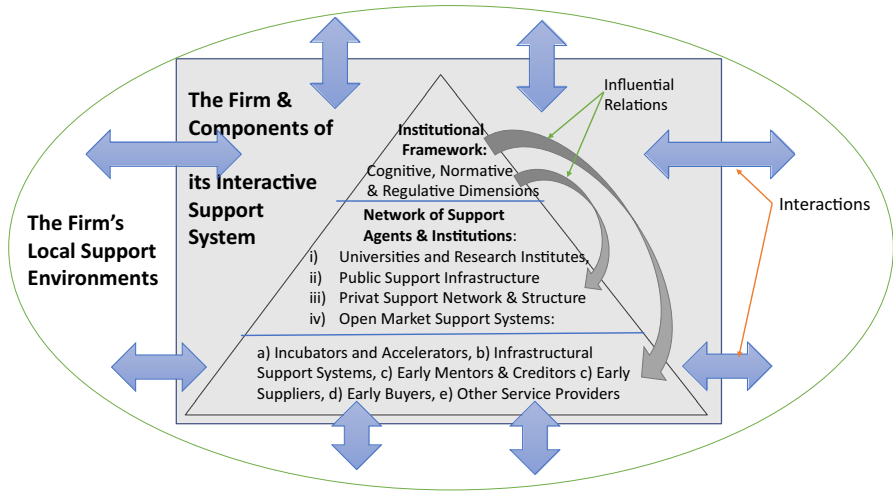 The Firm &
Components of
its Interactive
Support
System
The Firm's
Local Support
Environments
Influential
Relations
Interactions
Institutional
Framework:
Cognitive, Normative
& Regulative Dimensions
Network of Support
Agents & Institutions:
i) Universities and Research Institutes,
ii) Public Support Infrastructure
iii) Privat Support Network & Structure
iv) Open Market Support Systems:
a) Incubators and Accelerators, b) Infrastructural
Support Systems, c) Early Mentors & Creditors c) Early
Suppliers, d) Early Buyers, e) Other Service Providers